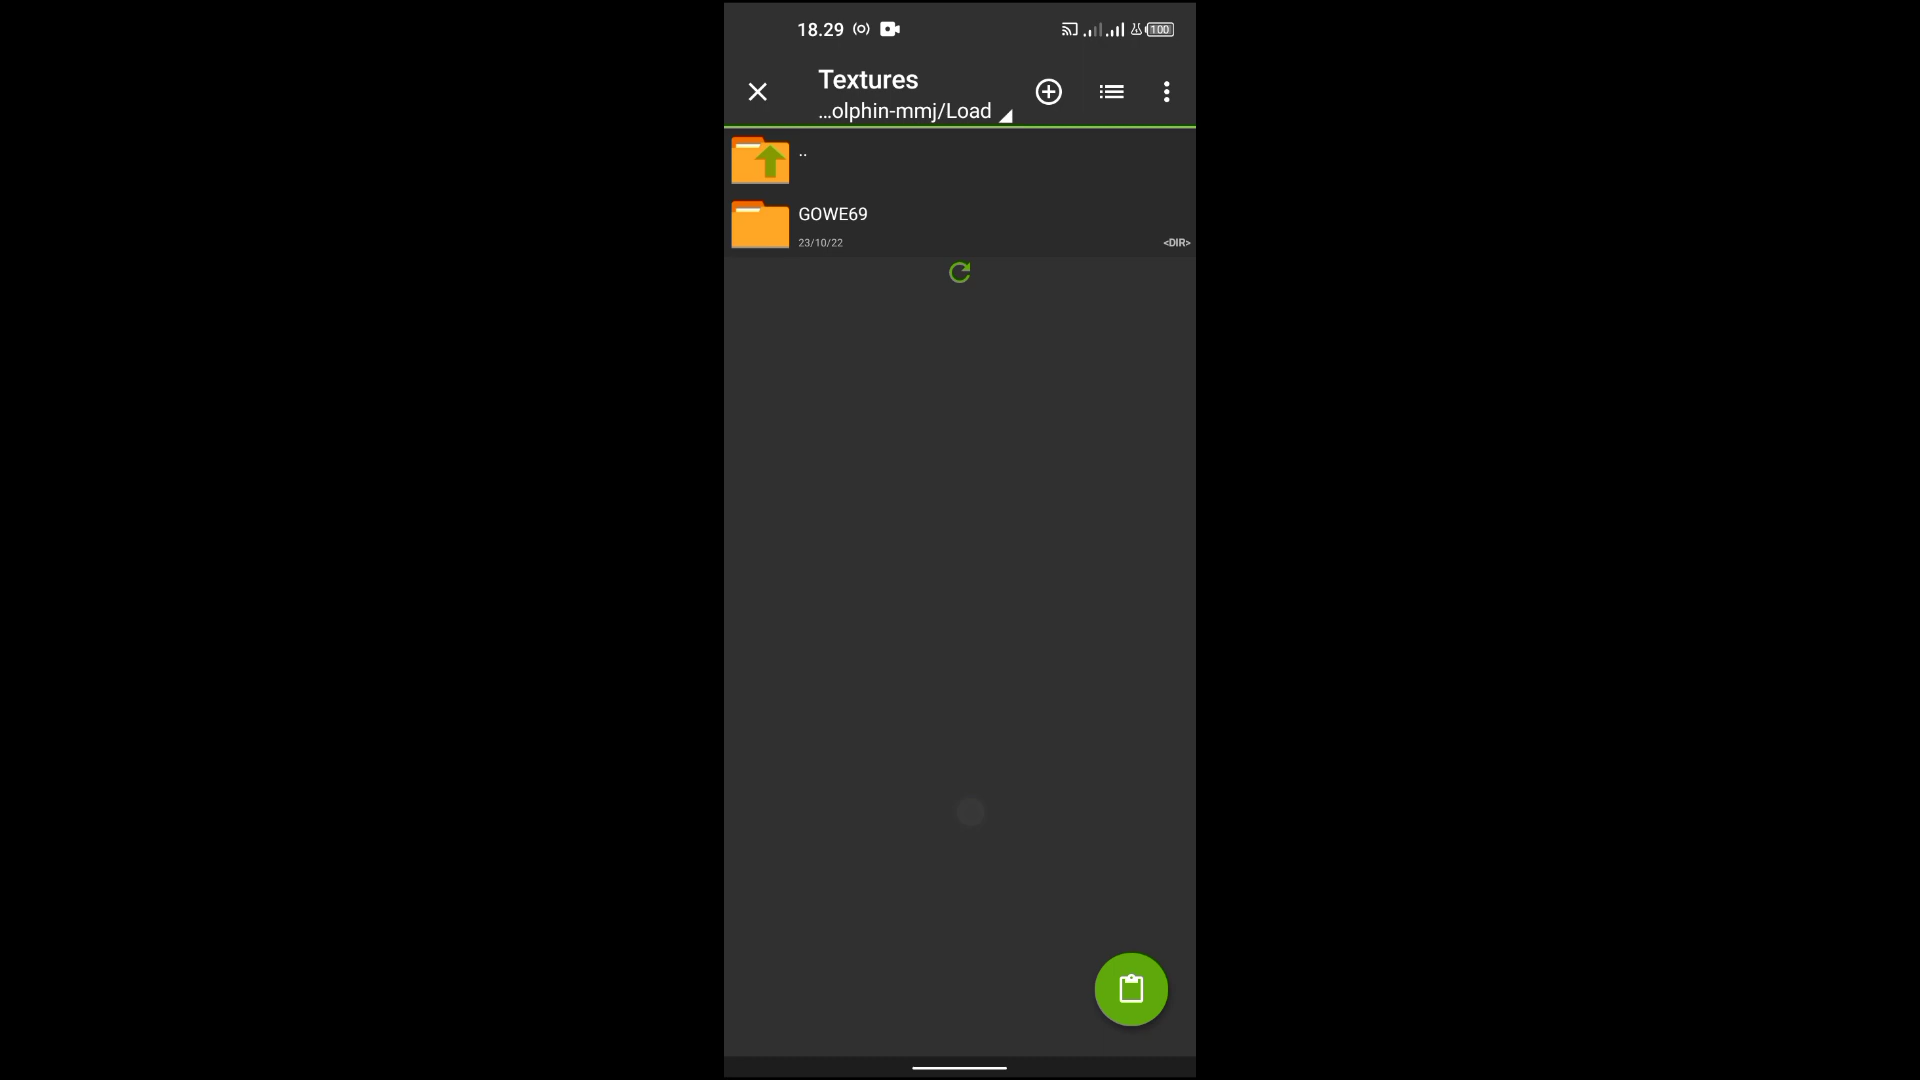 18.29
100
Textures
...olphin-mmj/Load
..
GOWE69
23/10/22
<DIR>